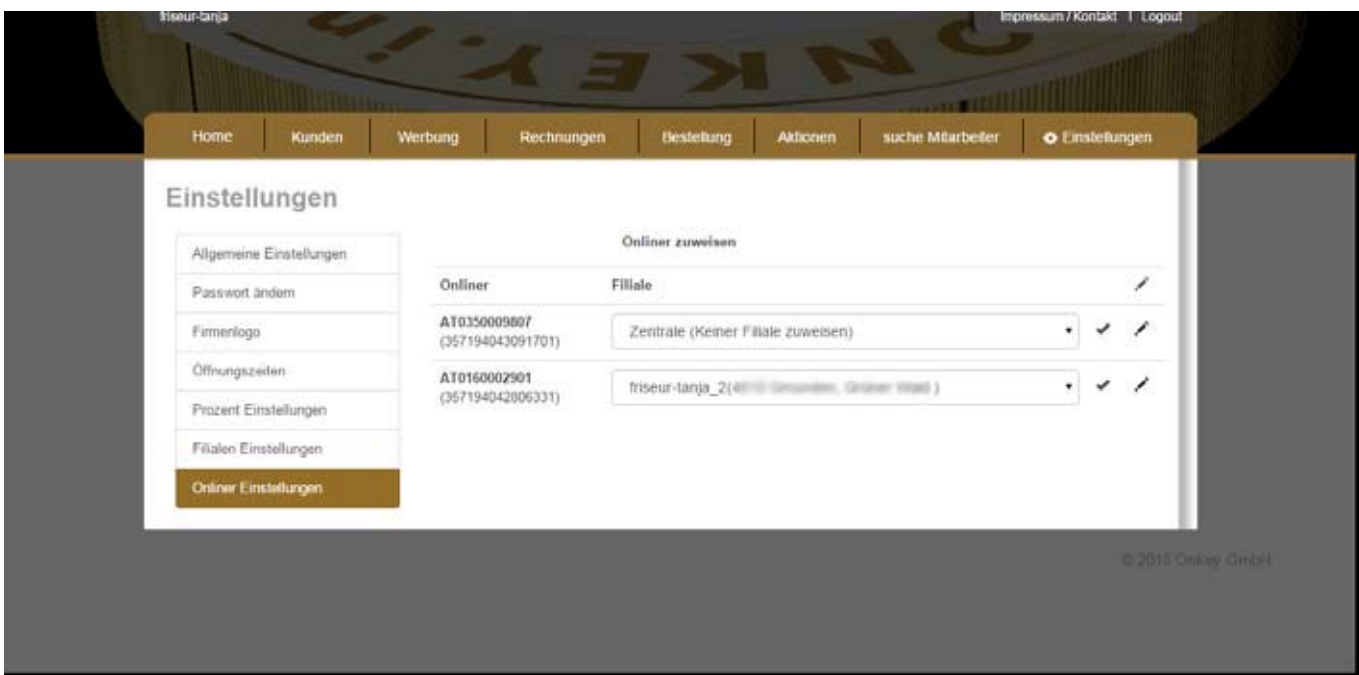 friseur-tanja
Impressum / Kontakt | Logout
ONKEY.in
Home Kunden Werbung Rechnungen Bestellung Aktionen suche Mitarbeiter Einstellungen
Einstellungen
Allgemeine Einstellungen
Passwort ändern
Firmenlogo
Öffnungszeiten
Prozent Einstellungen
Filialen Einstellungen
Onliner Einstellungen
Onliner zuweisen
Onliner Filiale
AT0350009807
(357194043091701)
Zentrale (Keiner Filiale zuweisen)
AT0160002901
(357194042806331)
friseur-tanja_2( )
© 2015 Onkey GmbH